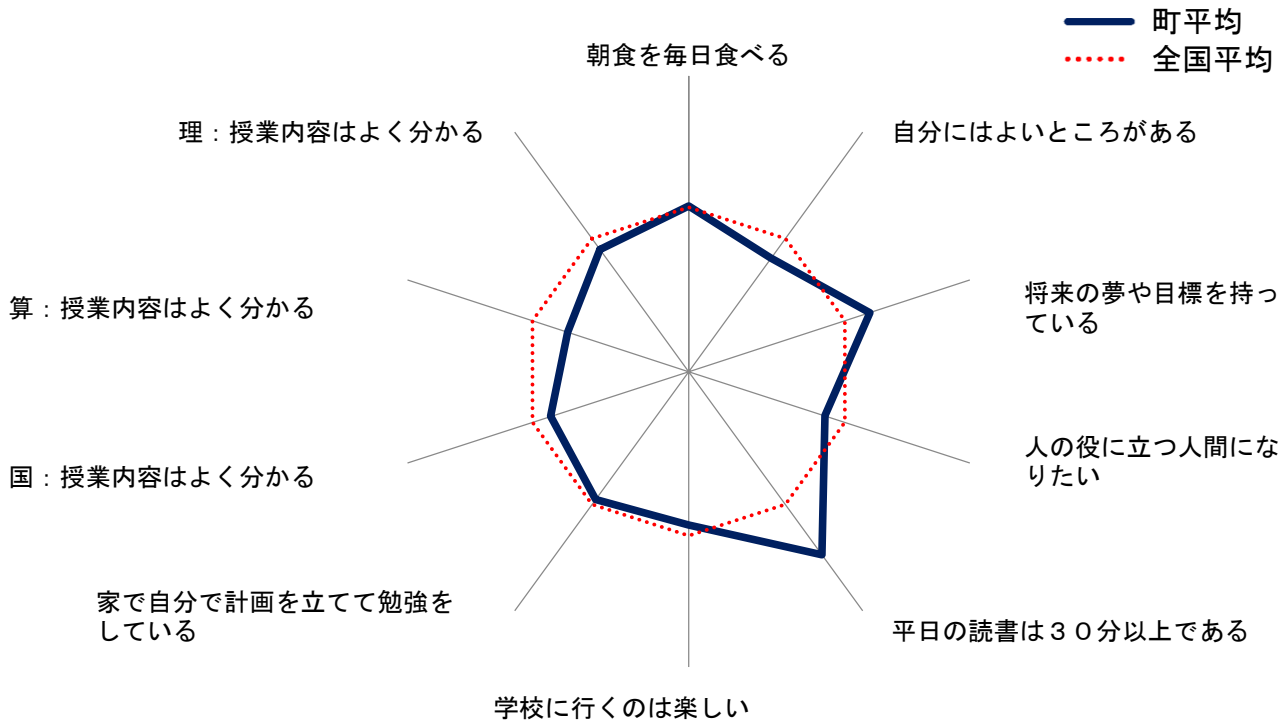 町平均
全国平均
朝食を毎日食べる
自分にはよいところがある
将来の夢や目標を持っ
ている
人の役に立つ人間にな
りたい
平日の読書は３０分以上である
学校に行くのは楽しい
家で自分で計画を立てて勉強を
している
国：授業内容はよく分かる
算：授業内容はよく分かる
理：授業内容はよく分かる